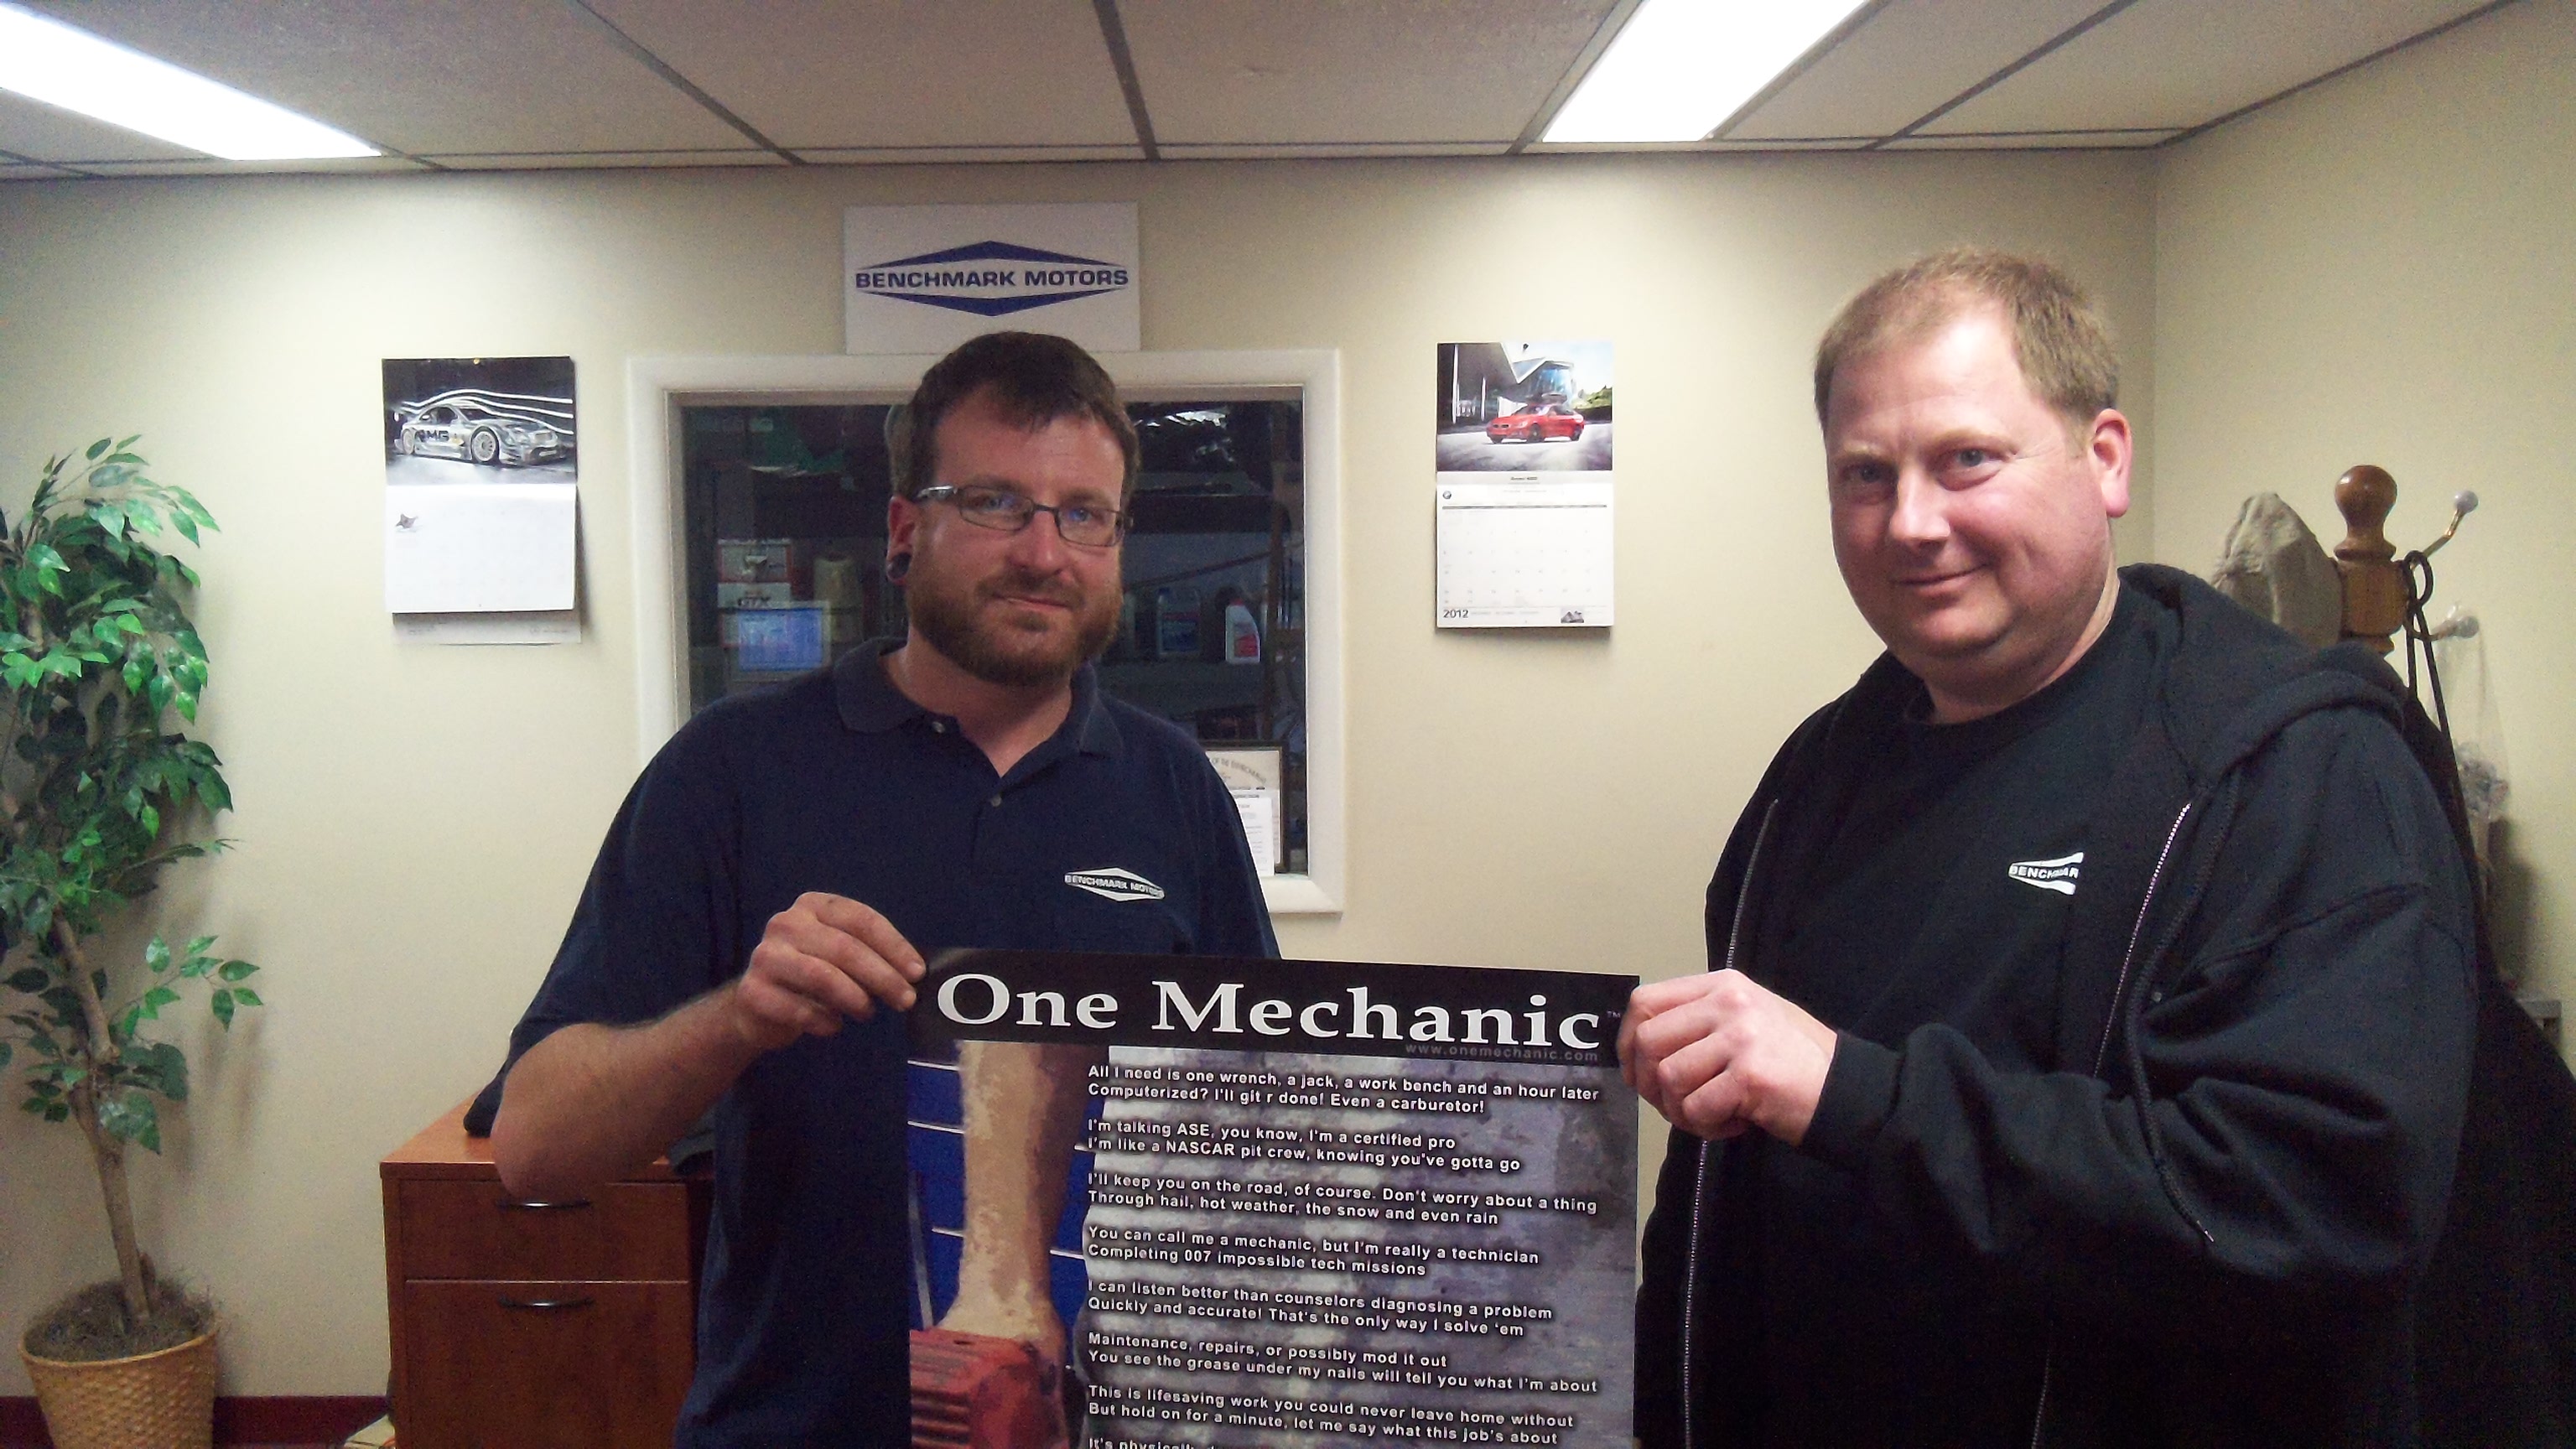 BENCHMARK MOTORS
AMG
2012
GTX
BENCHMARK MOTORS
BENCHMAR
One Mechanic™
www.onemechanic.com
All I need is one wrench, a jack, a work bench and an hour later
Computerized? I'll git r done! Even a carburetor!
I'm talking ASE, you know, I'm a certified pro
I'm like a NASCAR pit crew, knowing you've gotta go
I'll keep you on the road, of course. Don't worry about a thing
Through hail, hot weather, the snow and even rain
You can call me a mechanic, but I'm really a technician
Completing 007 impossible tech missions
I can listen better than counselors diagnosing a problem
Quickly and accurate! That's the only way I solve 'em
Maintenance, repairs, or possibly mod it out
You see the grease under my nails will tell you what I'm about
This is lifesaving work you could never leave home without
But hold on for a minute, let me say what this job's about
It's physically